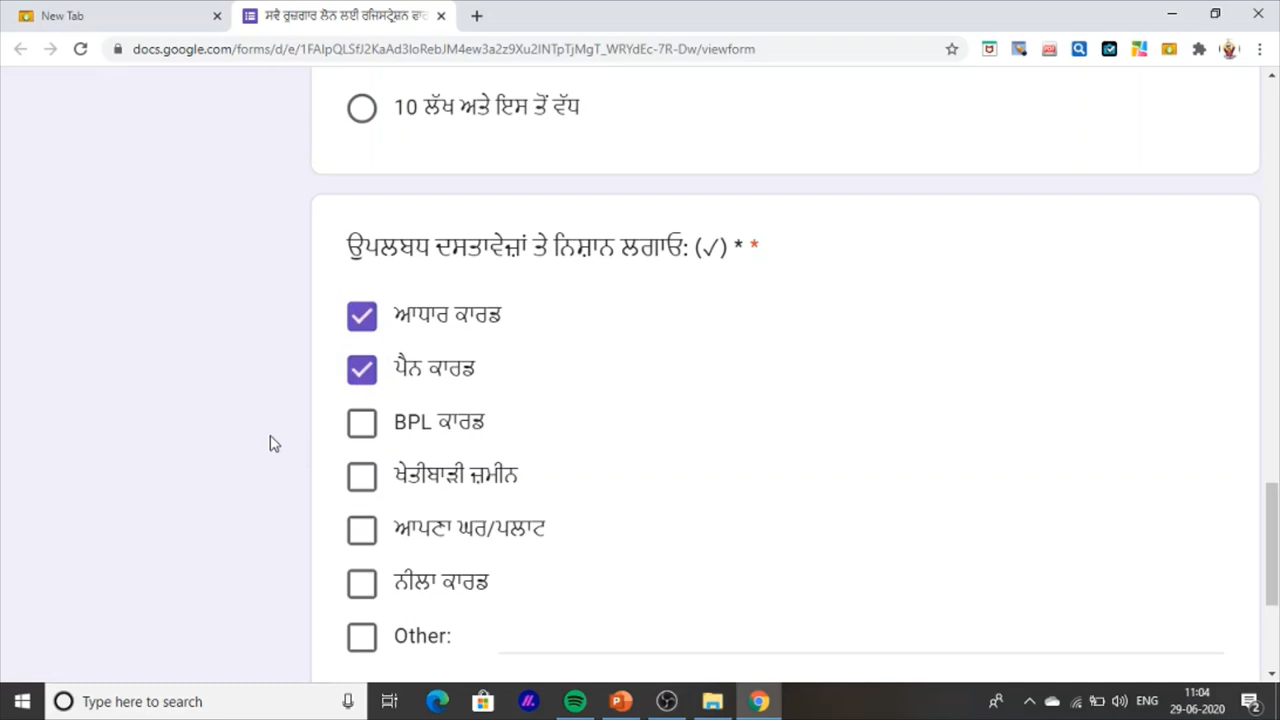 New Tab
ਸਵੈ ਰੁਜ਼ਗਾਰ ਲੋਨ ਲਈ ਰਜਿਸਟ੍ਰੇਸ਼ਨ ਫਾਰ
docs.google.com/forms/d/e/1FAIpQLSfJ2KaAd3IoRebJM4ew3a2z9Xu2INTpTjMgT_WRYdEc-7R-Dw/viewform
10 ਲੱਖ ਅਤੇ ਇਸ ਤੋਂ ਵੱਧ
ਉਪਲਬਧ ਦਸਤਾਵੇਜ਼ਾਂ ਤੇ ਨਿਸ਼ਾਨ ਲਗਾਓ: (✓) * *
ਆਧਾਰ ਕਾਰਡ
ਪੈਨ ਕਾਰਡ
BPL ਕਾਰਡ
ਖੇਤੀਬਾੜੀ ਜ਼ਮੀਨ
ਆਪਣਾ ਘਰ/ਪਲਾਟ
ਨੀਲਾ ਕਾਰਡ
Other:
Type here to search
ENG
11:04
29-06-2020
2